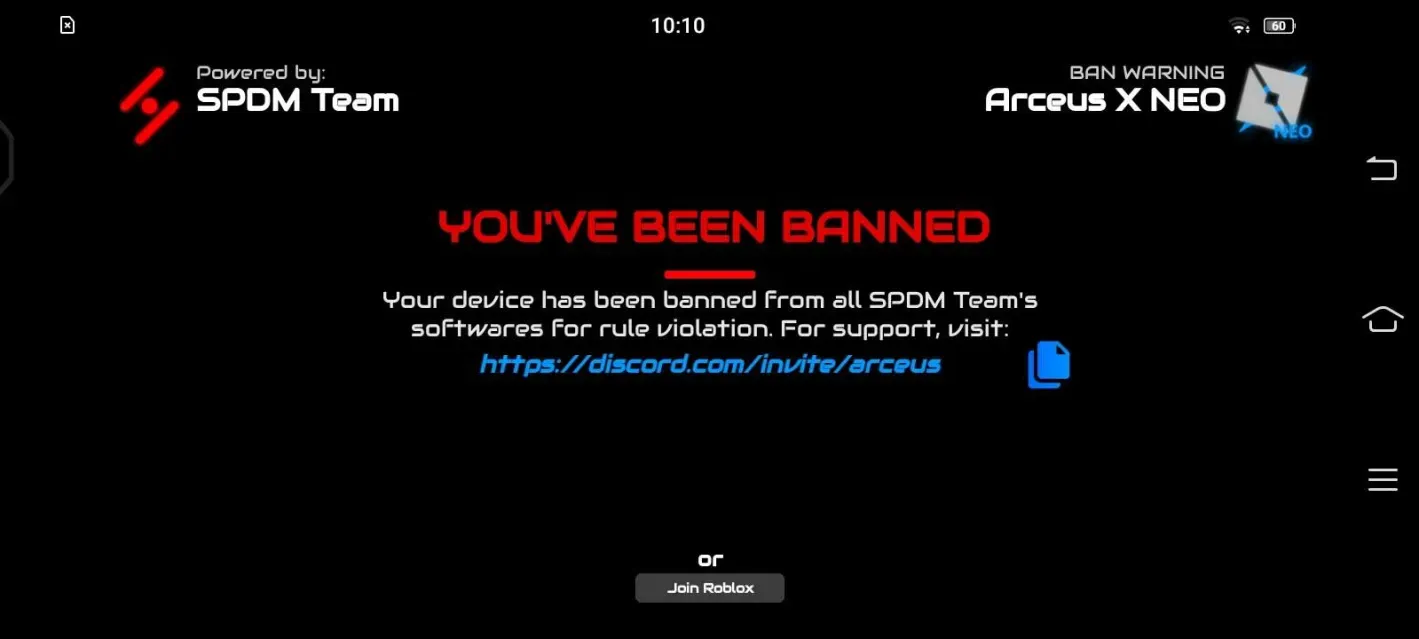 10:10
60
Powered by:
SPDM Team
BAN WARNING
Arceus X NEO
NEO
YOU'VE BEEN BANNED
Your device has been banned from all SPDM Team's
softwares for rule violation. For support, visit:
https://discord.com/invite/arceus
or
Join Roblox